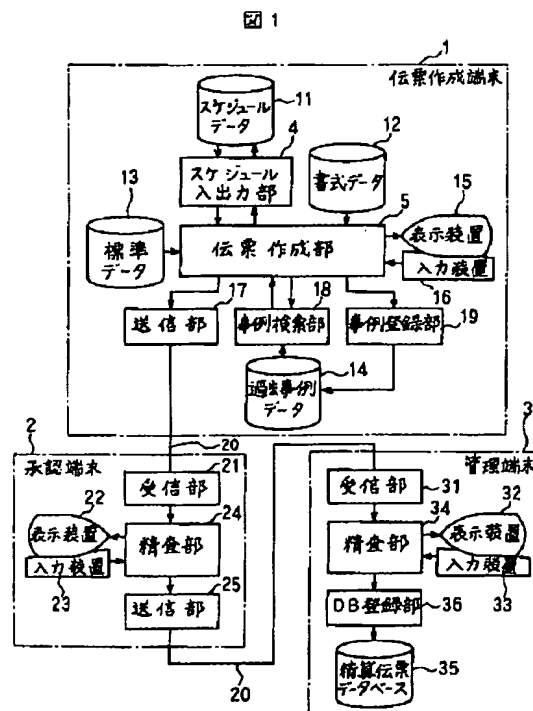 図 1
1
伝票作成端末
スケジュール
データ
11
4
12
スケジュール
入出力部
書式データ
13
5
15
標準
データ
伝票作成部
表示装置
入力装置
17
18
16
送信部
事例検索部
事例登録部
19
過去事例
データ
14
2
20
3
承認端末
21
管理端末
22
受信部
受信部
31
32
24
34
表示装置
精査部
精査部
表示装置
入力装置
入力装置
23
25
33
送信部
DB登録部
36
20
精算伝票
データベース
35